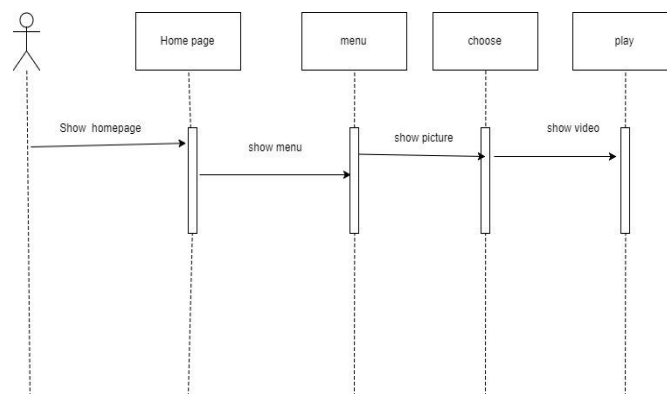 Home page
menu
choose
play
Show homepage
show menu
show picture
show video